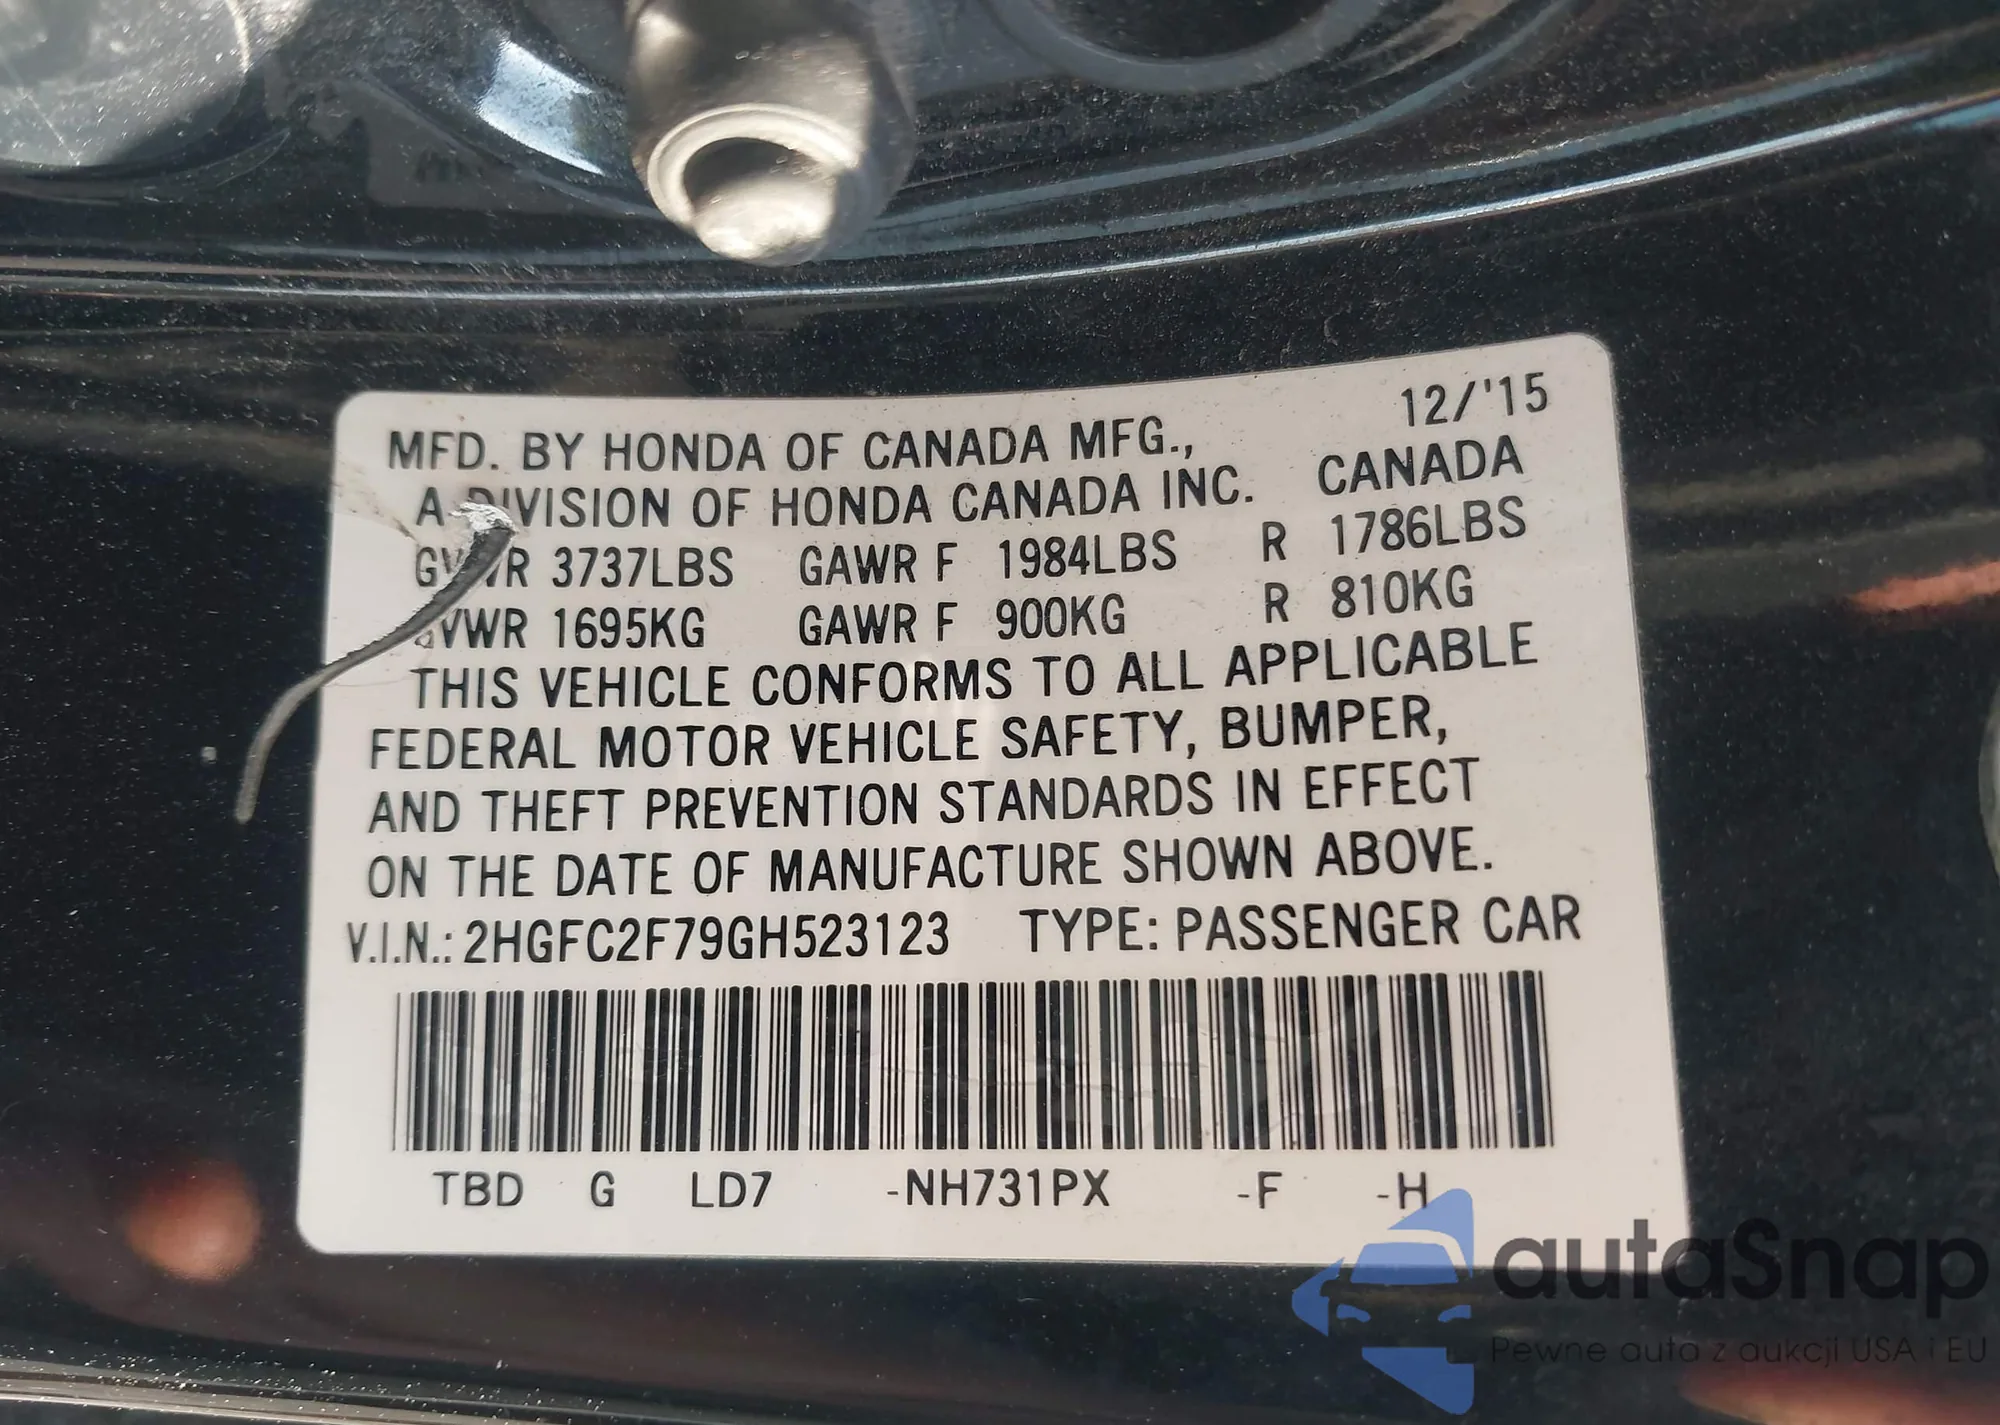 12/'15
MFD. BY HONDA OF CANADA MFG.,
A DIVISION OF HONDA CANADA INC. CANADA
GVWR 3737LBS GAWR F 1984LBS R 1786LBS
GVWR 1695KG GAWR F 900KG R 810KG
THIS VEHICLE CONFORMS TO ALL APPLICABLE
FEDERAL MOTOR VEHICLE SAFETY, BUMPER,
AND THEFT PREVENTION STANDARDS IN EFFECT
ON THE DATE OF MANUFACTURE SHOWN ABOVE.
V.I.N.: 2HGFC2F79GH523123 TYPE: PASSENGER CAR
TBD G LD7 -NH731PX -F -H
autaSnap
Pewne auta z aukcji USA i EU